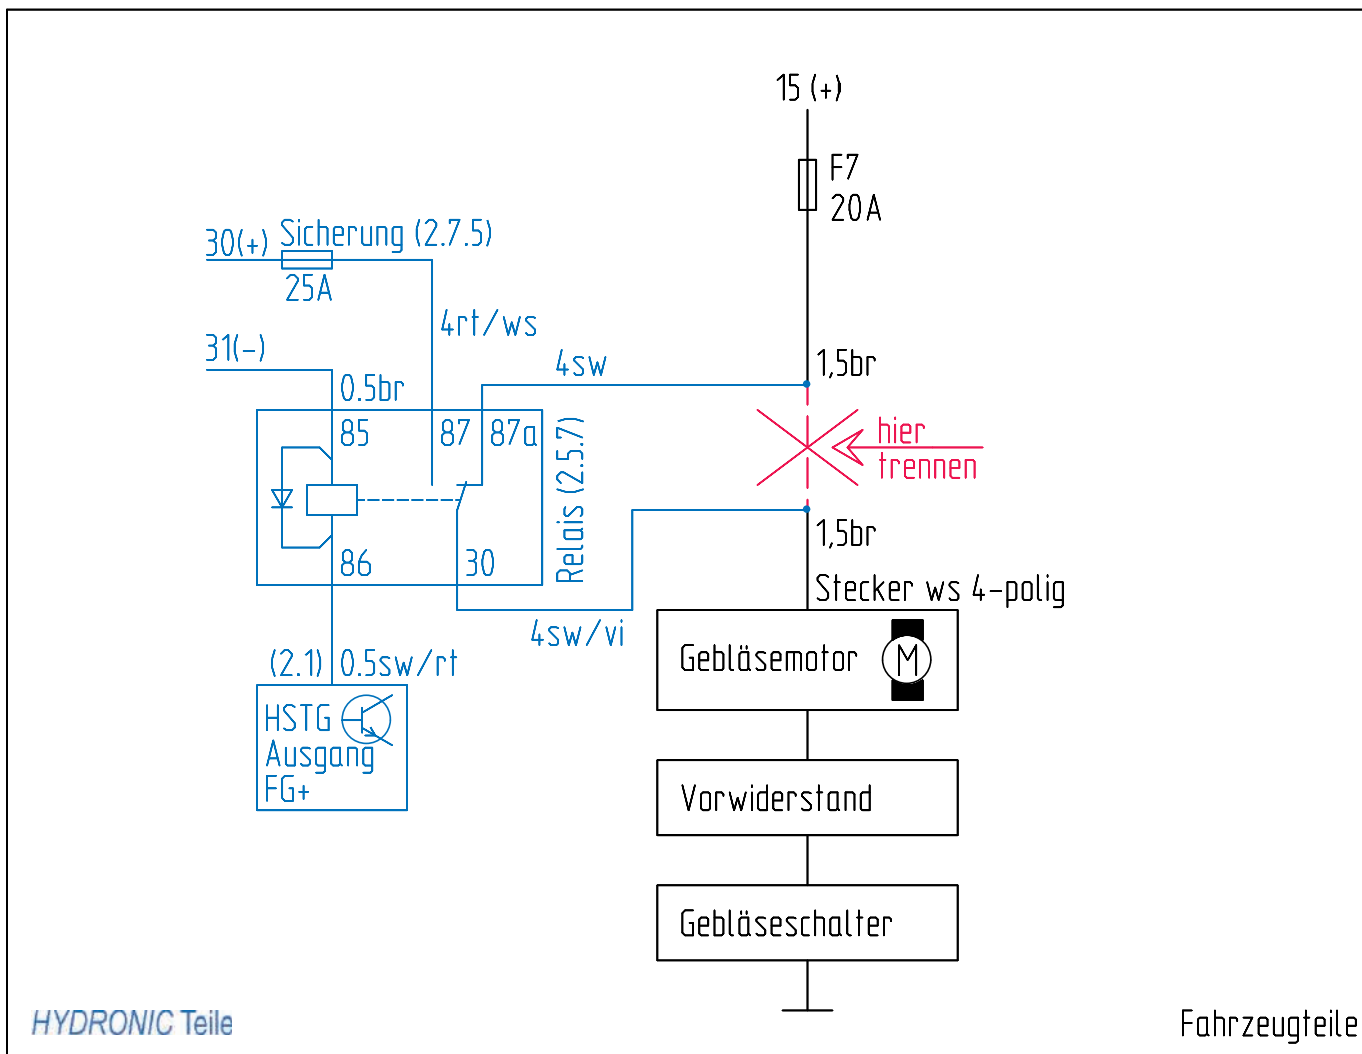 15 (+)
F7
20A
Sicherung (2.7.5)
30(+)
25A
4rt/ws
31(-)
4sw
1,5br
0.5br
85
87
87a
hier
trennen
Relais (2.5.7)
1,5br
86
30
Stecker ws 4-polig
4sw/vi
Gebläsemotor
M
(2.1)
0.5sw/rt
HSTG
Ausgang
FG+
Vorwiderstand
Gebläseschalter
HYDRONIC Teile
Fahrzeugteile